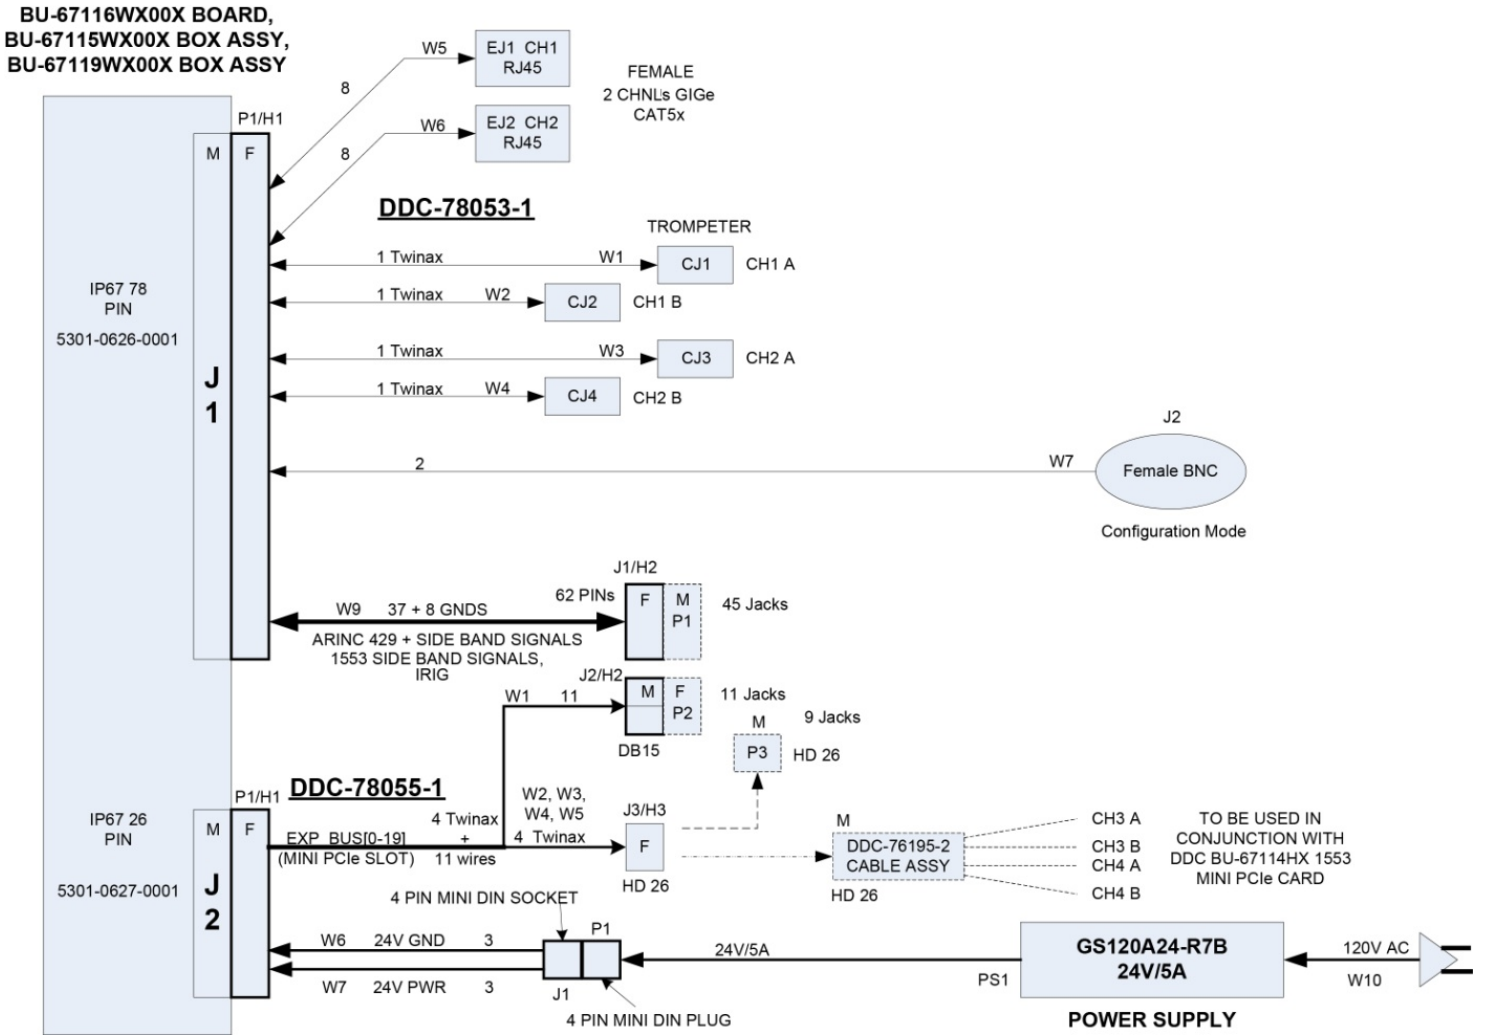 BU-67116WX00X BOARD,
BU-67115WX00X BOX ASSY,
BU-67119WX00X BOX ASSY
W5
EJ1 CH1
RJ45
8
FEMALE
2 CHNLs GIGe
CAT5x
W6
EJ2 CH2
RJ45
8
P1/H1
M
F
DDC-78053-1
TROMPETER
1 Twinax
W1
CJ1
CH1 A
1 Twinax
W2
CJ2
CH1 B
IP67 78
PIN
5301-0626-0001
1 Twinax
W3
CJ3
CH2 A
1 Twinax
W4
CJ4
CH2 B
J
1
J2
2
W7
Female BNC
Configuration Mode
J1/H2
62 PINs
F
M
P1
45 Jacks
W9
37 + 8 GNDS
ARINC 429 + SIDE BAND SIGNALS
1553 SIDE BAND SIGNALS,
IRIG
J2/H2
W1
11
M
F
P2
11 Jacks
DB15
M
9 Jacks
P3
HD 26
DDC-78055-1
P1/H1
W2, W3,
W4, W5
J3/H3
IP67 26
PIN
M
F
4 Twinax
+
11 wires
EXP BUS[0-19]
(MINI PCIe SLOT)
4 Twinax
F
HD 26
M
DDC-76195-2
CABLE ASSY
HD 26
CH3 A
CH3 B
CH4 A
CH4 B
TO BE USED IN
CONJUNCTION WITH
DDC BU-67114HX 1553
MINI PCIe CARD
5301-0627-0001
J
2
4 PIN MINI DIN SOCKET
P1
W6
24V GND
3
W7
24V PWR
3
J1
4 PIN MINI DIN PLUG
24V/5A
PS1
GS120A24-R7B
24V/5A
120V AC
W10
POWER SUPPLY